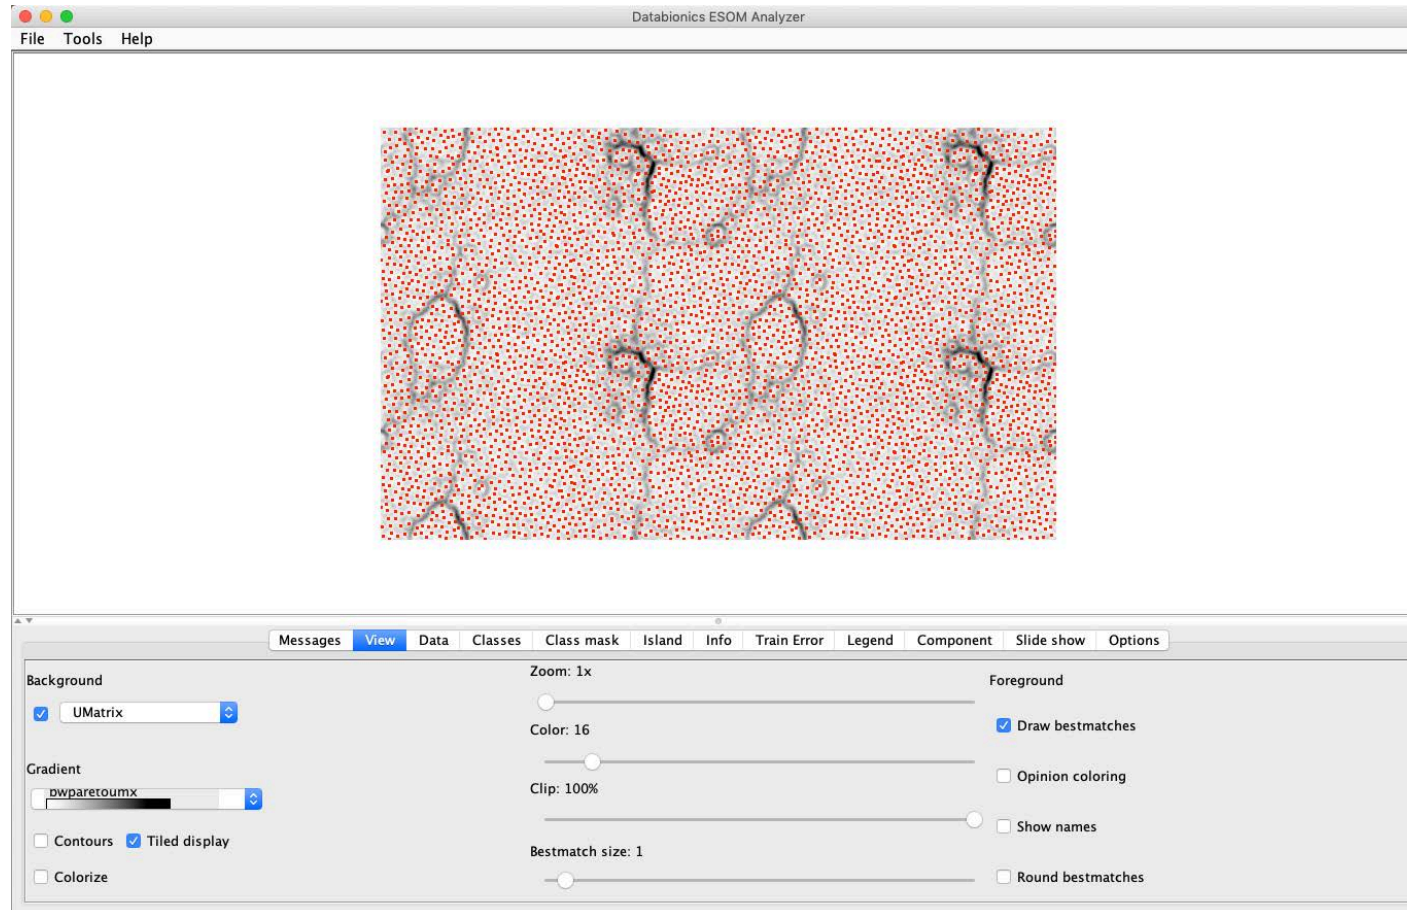 Databionics ESOM Analyzer
File Tools Help
Messages View Data Classes Class mask Island Info Train Error Legend Component Slide show Options
Background
UMatrix
Gradient
bwparetoumx
Contours Tiled display
Colorize
Zoom: 1x
Color: 16
Clip: 100%
Bestmatch size: 1
Foreground
Draw bestmatches
Opinion coloring
Show names
Round bestmatches